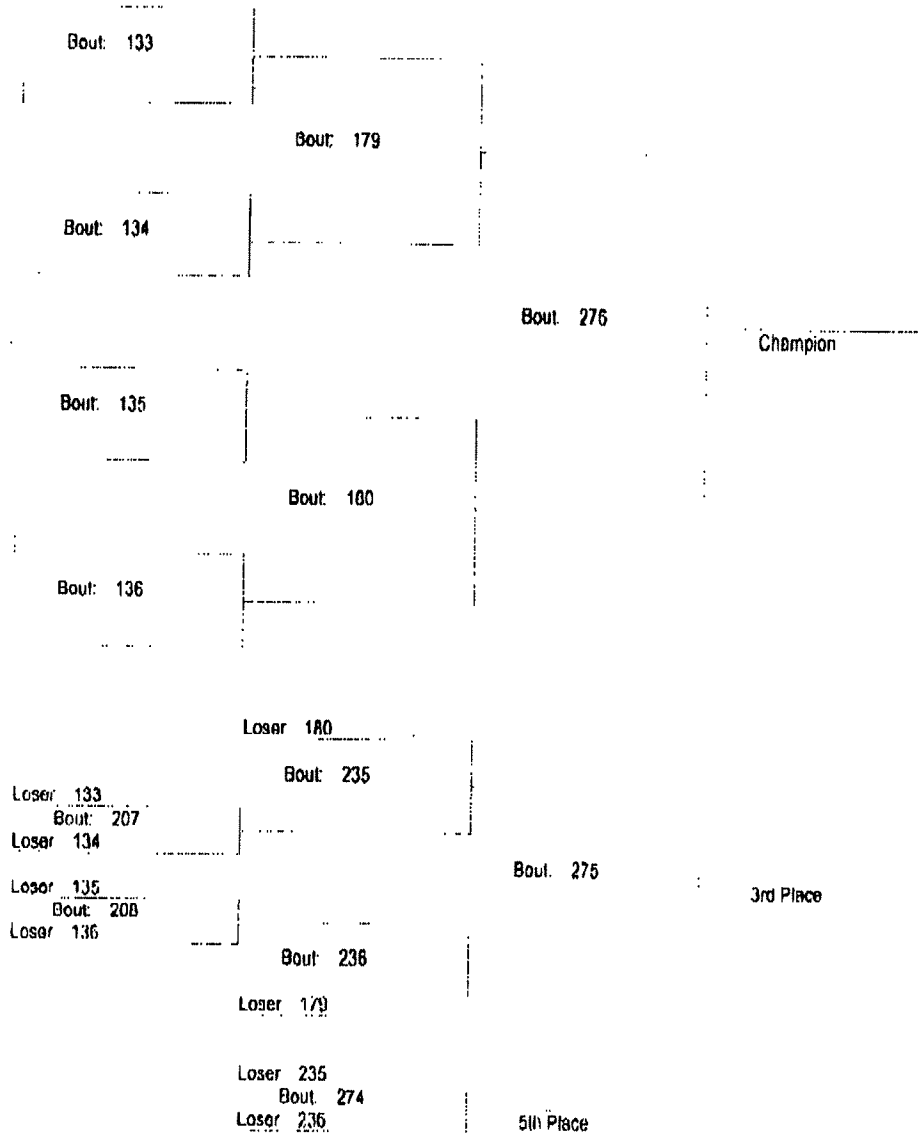 Bout: 133
Bout: 179
Bout: 134
Bout. 276
Champion
Bout: 135
Bout: 180
Bout: 136
Loser 180
Bout: 235
Loser 133
Bout: 207
Loser 134
Bout. 275
3rd Place
Loser 135
Bout: 208
Loser 136
Bout: 236
Loser 179
Loser 235
Bout. 274
Loser 236
5th Place